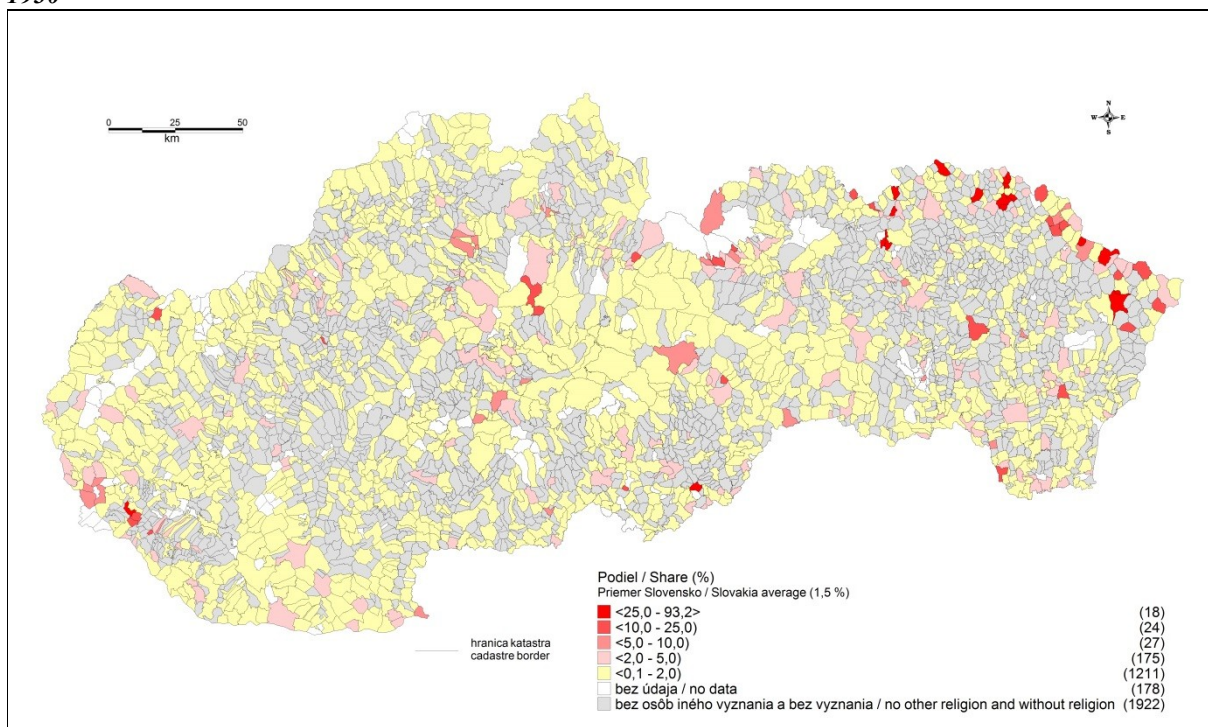 1930
0 25 50
km
N
W E
S
Podiel / Share (%)
Priemer Slovensko / Slovakia average (1,5 %)
<25,0 - 93,2> (18)
<10,0 - 25,0) (24)
<5,0 - 10,0) (27)
<2,0 - 5,0) (175)
<0,1 - 2,0) (1211)
bez údaja / no data (178)
bez osôb iného vyznania a bez vyznania / no other religion and without religion (1922)
hranica katastra
cadastre border